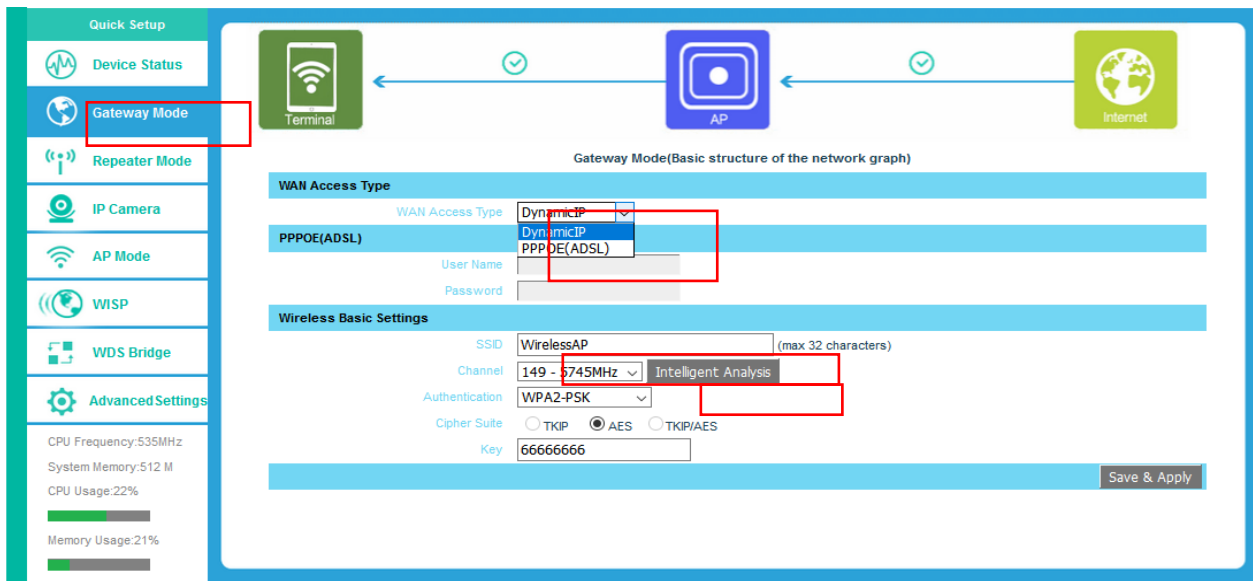 Quick Setup
Device Status
Gateway Mode
Repeater Mode
IP Camera
AP Mode
WISP
WDS Bridge
Advanced Settings
CPU Frequency:535MHz
System Memory:512 M
CPU Usage:22%
Memory Usage:21%
Terminal
AP
Internet
Gateway Mode(Basic structure of the network graph)
WAN Access Type
WAN Access Type DynamicIP
DynamicIP
PPPOE(ADSL)
PPPOE(ADSL)
User Name
Password
Wireless Basic Settings
SSID WirelessAP (max 32 characters)
Channel 149 - 5745MHz Intelligent Analysis
Authentication WPA2-PSK
Cipher Suite TKIP AES TKIP/AES
Key 66666666
Save & Apply